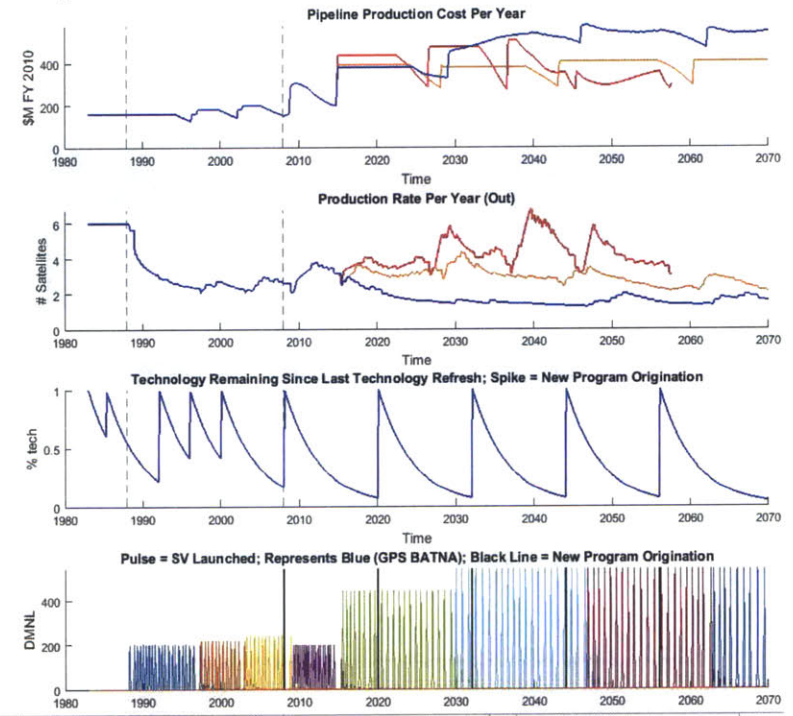 Pipeline Production Cost Per Year
$M FY 2010
400
200
0
1980 1990 2000 2010 2020 2030 2040 2050 2060 2070
Time
Production Rate Per Year (Out)
# Satellites
6
4
2
0
1980 1990 2000 2010 2020 2030 2040 2050 2060 2070
Time
Technology Remaining Since Last Technology Refresh; Spike = New Program Origination
% tech
1
0.5
0
1980 1990 2000 2010 2020 2030 2040 2050 2060 2070
Time
Pulse = SV Launched; Represents Blue (GPS BATNA); Black Line = New Program Origination
DMNL
400
200
0
1980 1990 2000 2010 2020 2030 2040 2050 2060 2070